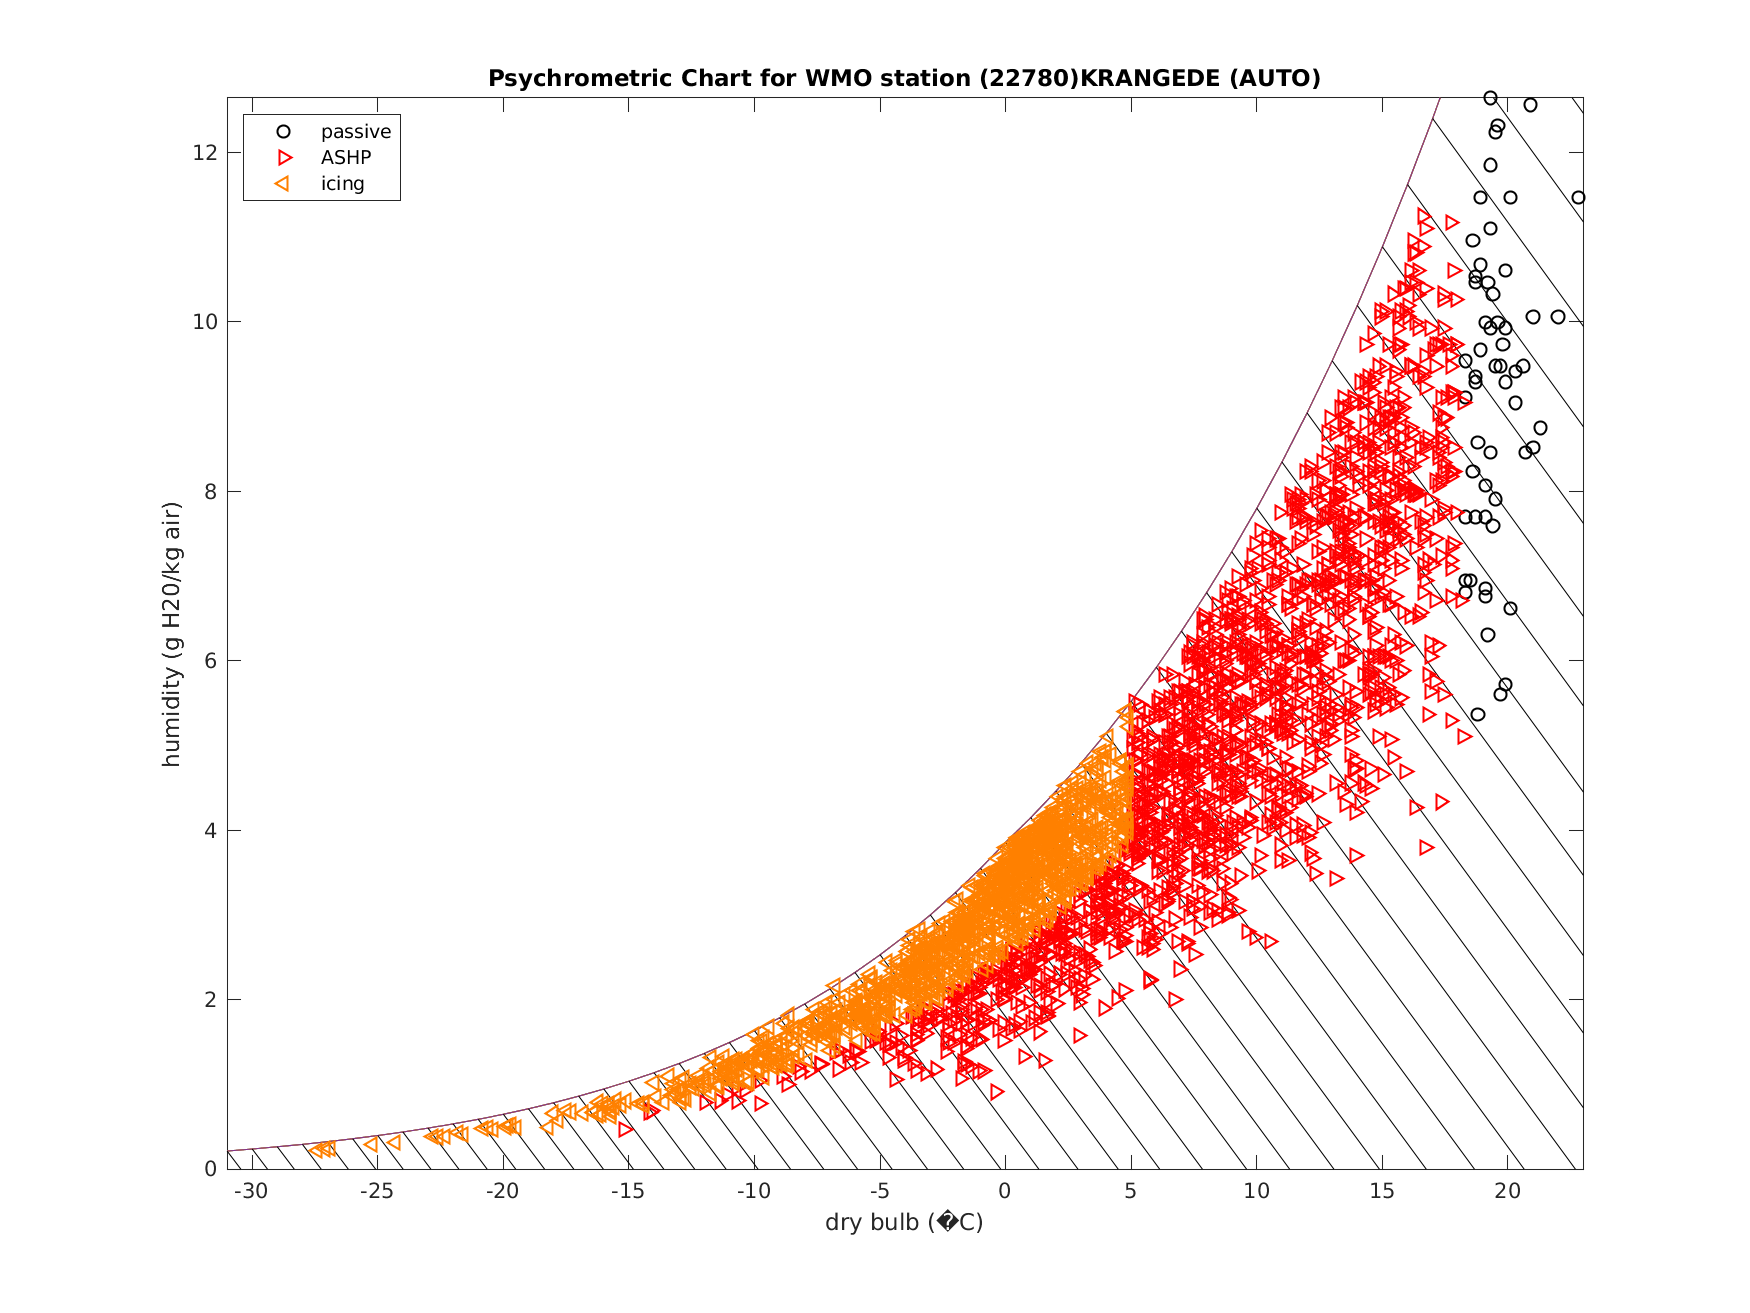 Psychrometric Chart for WMO station (22780)KRANGEDE (AUTO)
passive
ASHP
icing
12
10
8
6
4
2
0
humidity (g H20/kg air)
-30 -25 -20 -15 -10 -5 0 5 10 15 20
dry bulb (�C)